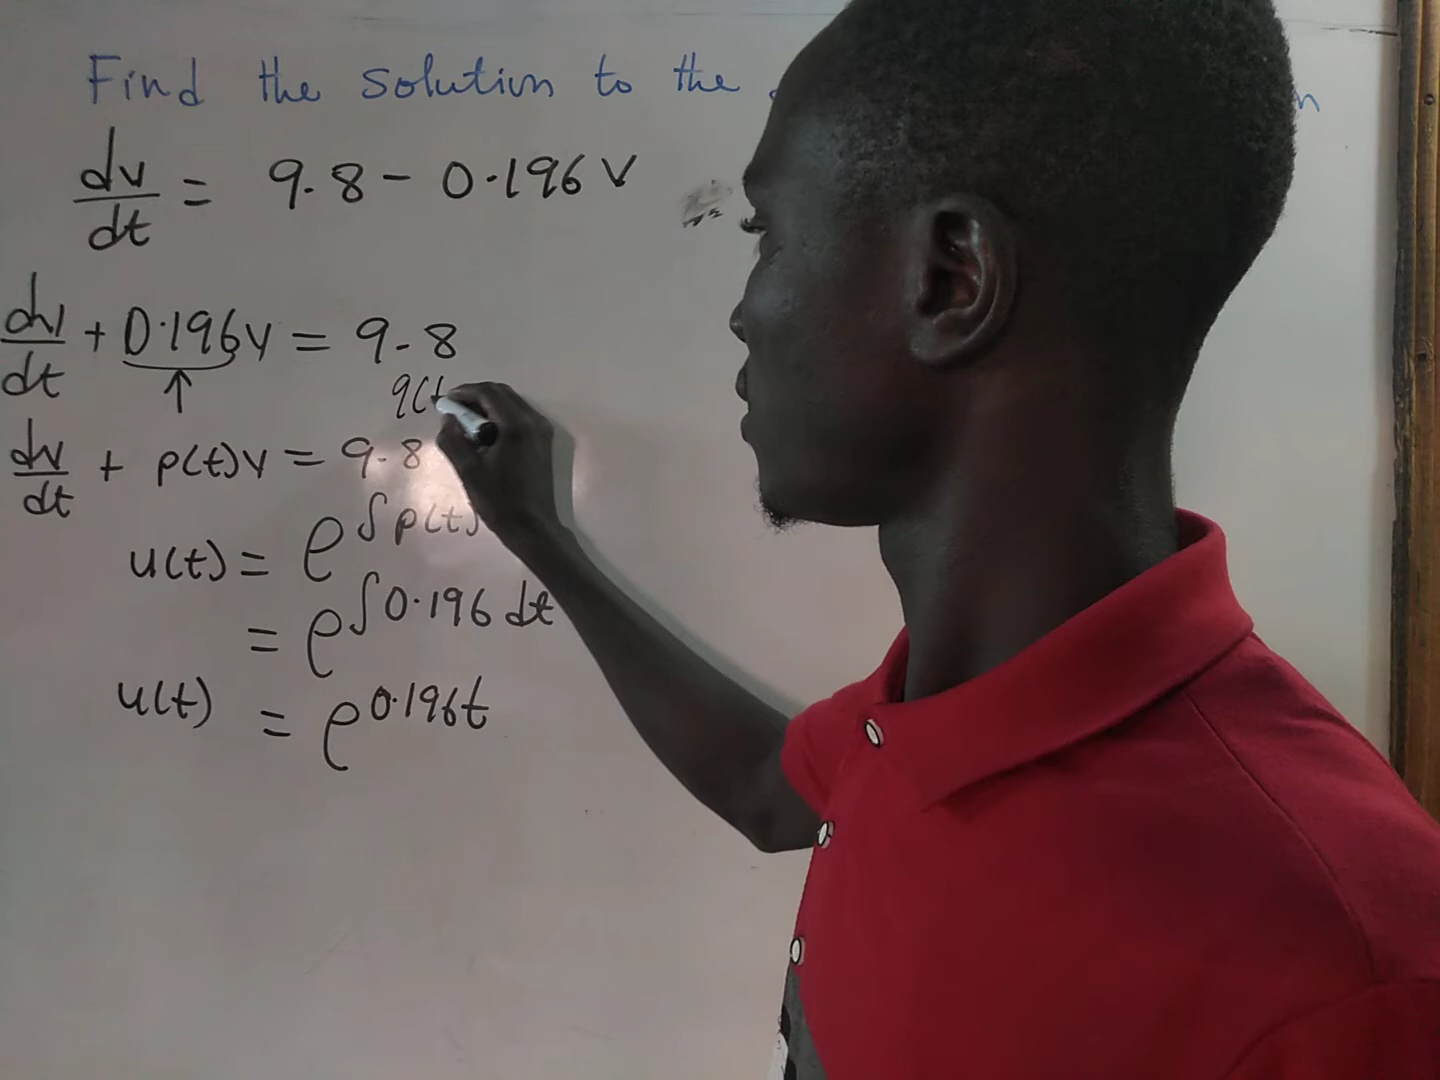 Find the solution to the
dv/dt = 9.8 - 0.196v
dv/dt + 0.196v = 9.8
↑ q(t
dv/dt + p(t)v = 9.8
u(t) = e^∫p(t)
= e^∫0.196 dt
u(t) = e^0.196t